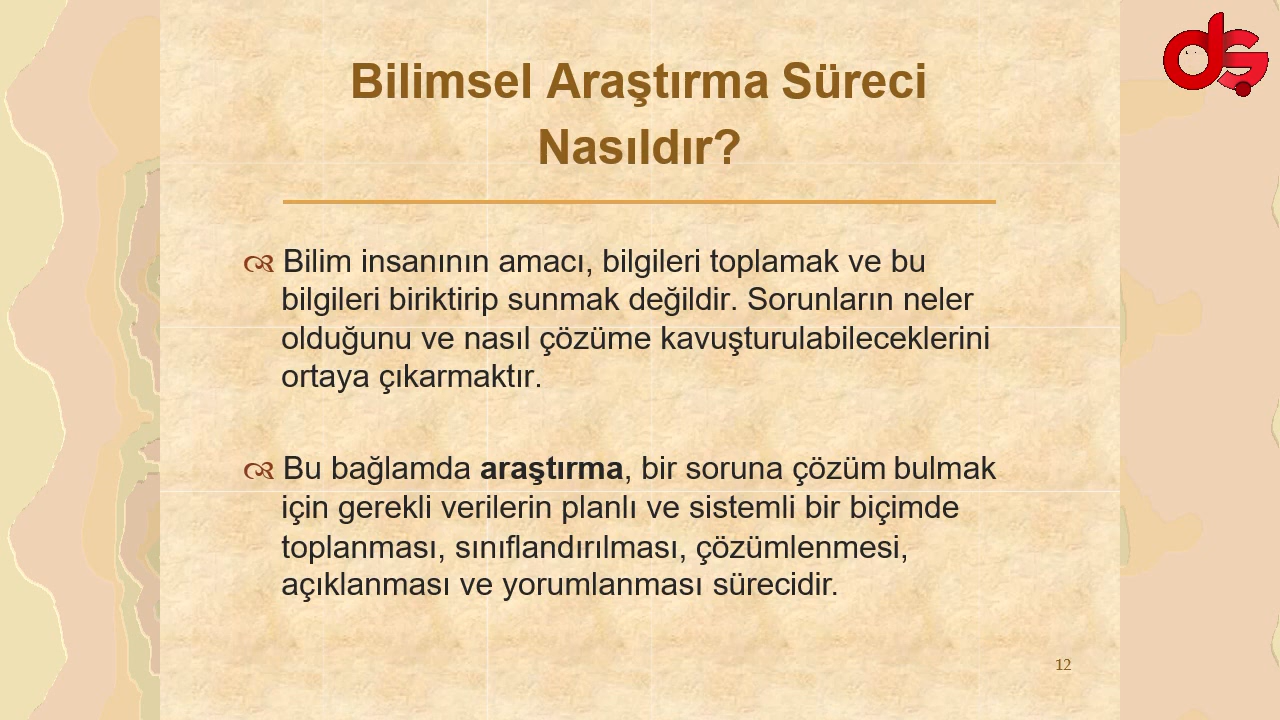 Bilimsel Araştırma Süreci
Nasıldır?
Bilim insanının amacı, bilgileri toplamak ve bu
bilgileri biriktirip sunmak değildir. Sorunların neler
olduğunu ve nasıl çözüme kavuşturulabileceklerini
ortaya çıkarmaktır.
Bu bağlamda araştırma, bir soruna çözüm bulmak
için gerekli verilerin planlı ve sistemli bir biçimde
toplanması, sınıflandırılması, çözümlenmesi,
açıklanması ve yorumlanması sürecidir.
12